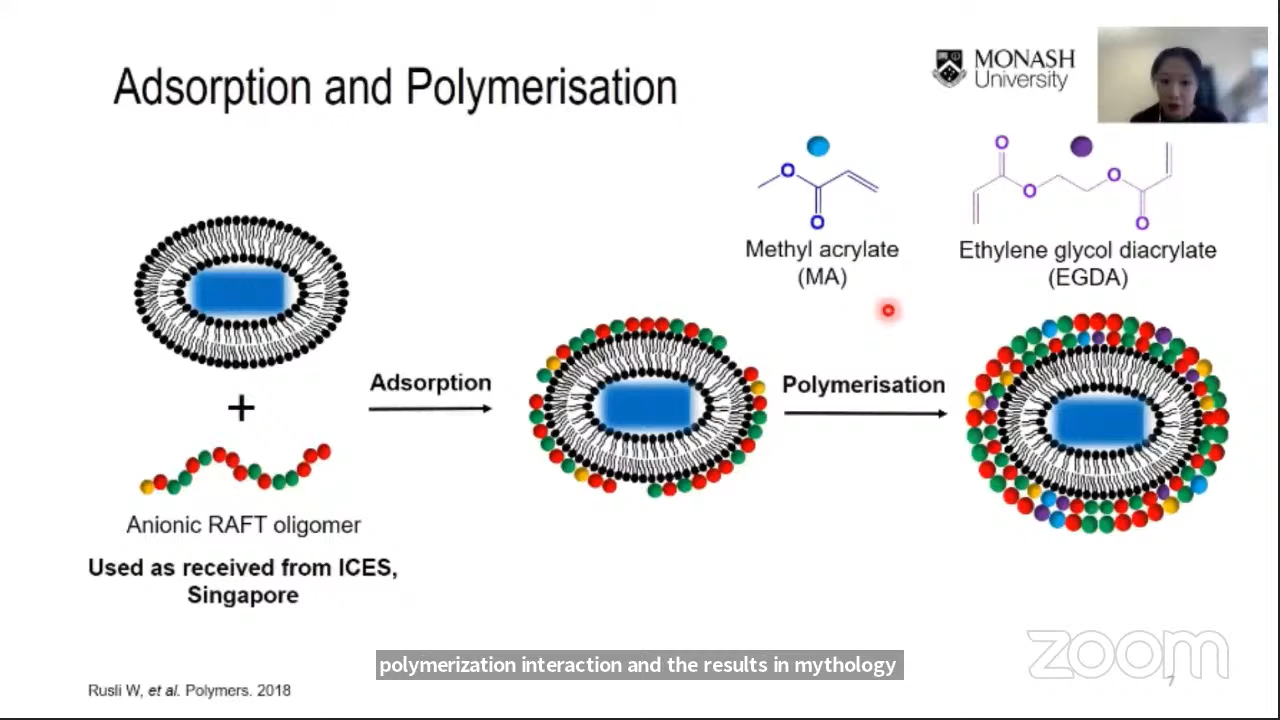 Adsorption and Polymerisation
MONASH
University
O
O
O
O
O
O
Methyl acrylate
(MA)
Ethylene glycol diacrylate
(EGDA)
+
Adsorption
Polymerisation
Anionic RAFT oligomer
Used as received from ICES,
Singapore
polymerization interaction and the results in mythology
Rusli W, et al. Polymers. 2018
zoom
7